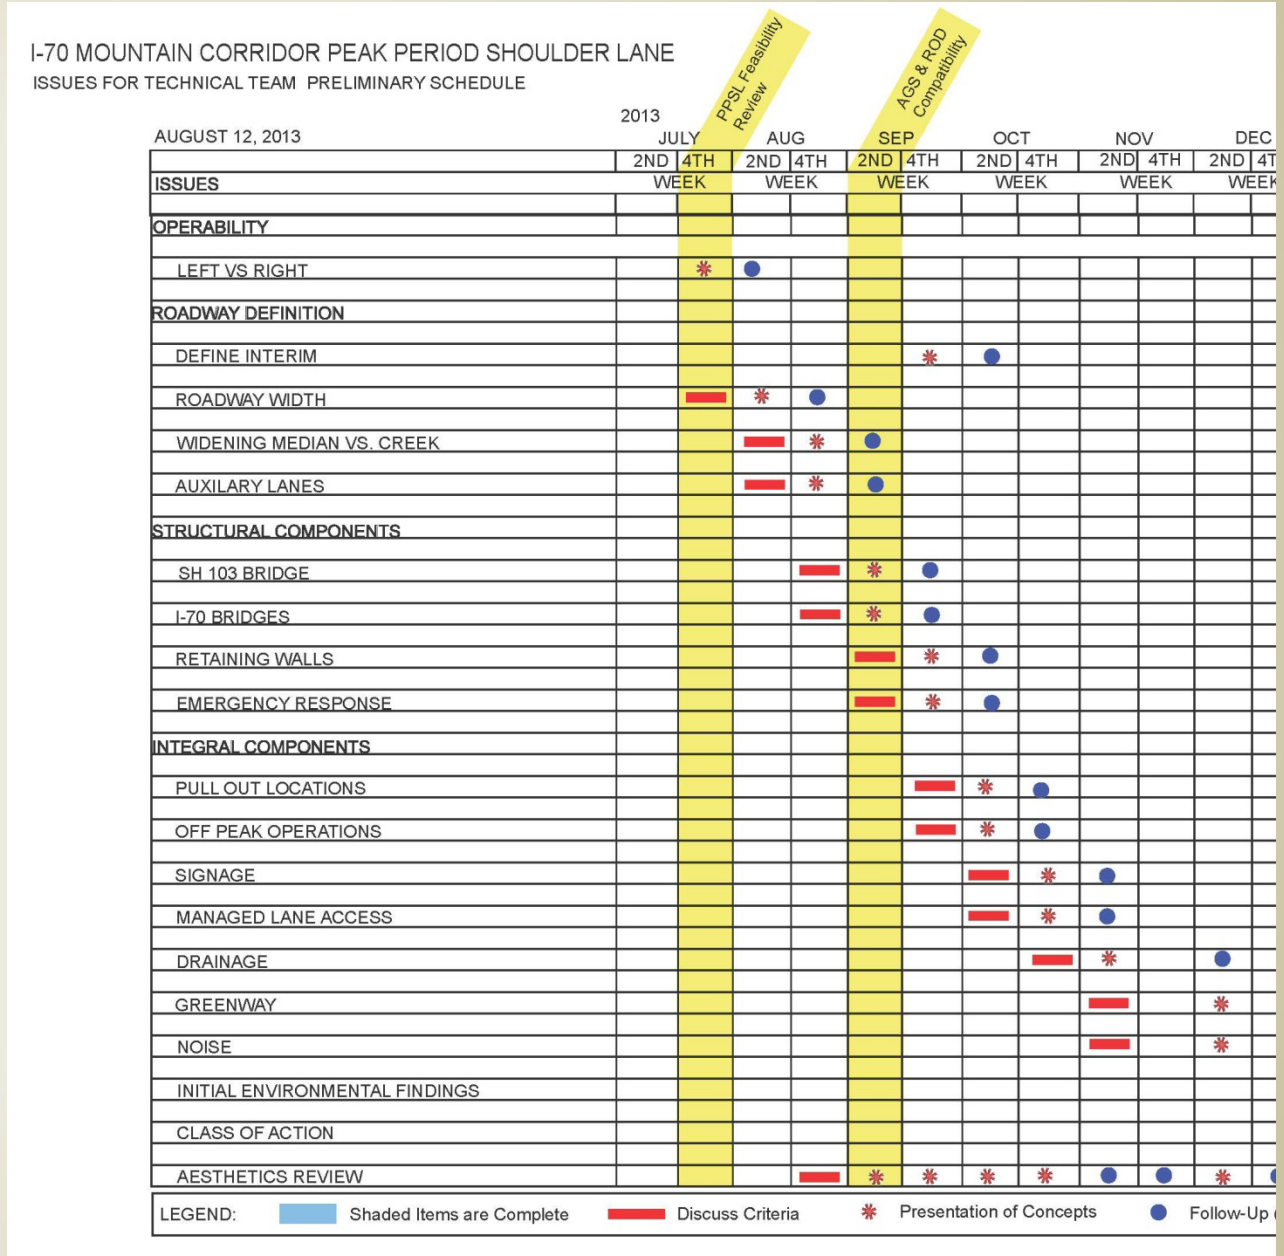 I-70 MOUNTAIN CORRIDOR PEAK PERIOD SHOULDER LANE
ISSUES FOR TECHNICAL TEAM PRELIMINARY SCHEDULE
PPSL Feasibility
Review
AGS & ROD
Compatibility
2013
AUGUST 12, 2013 JULY AUG SEP OCT NOV DEC
2ND 4TH 2ND 4TH 2ND 4TH 2ND 4TH 2ND 4TH 2ND 4T
ISSUES WEEK WEEK WEEK WEEK WEEK WEEK
OPERABILITY
LEFT VS RIGHT
ROADWAY DEFINITION
DEFINE INTERIM
ROADWAY WIDTH
WIDENING MEDIAN VS. CREEK
AUXILARY LANES
STRUCTURAL COMPONENTS
SH 103 BRIDGE
I-70 BRIDGES
RETAINING WALLS
EMERGENCY RESPONSE
INTEGRAL COMPONENTS
PULL OUT LOCATIONS
OFF PEAK OPERATIONS
SIGNAGE
MANAGED LANE ACCESS
DRAINAGE
GREENWAY
NOISE
INITIAL ENVIRONMENTAL FINDINGS
CLASS OF ACTION
AESTHETICS REVIEW
LEGEND: Shaded Items are Complete Discuss Criteria Presentation of Concepts Follow-Up